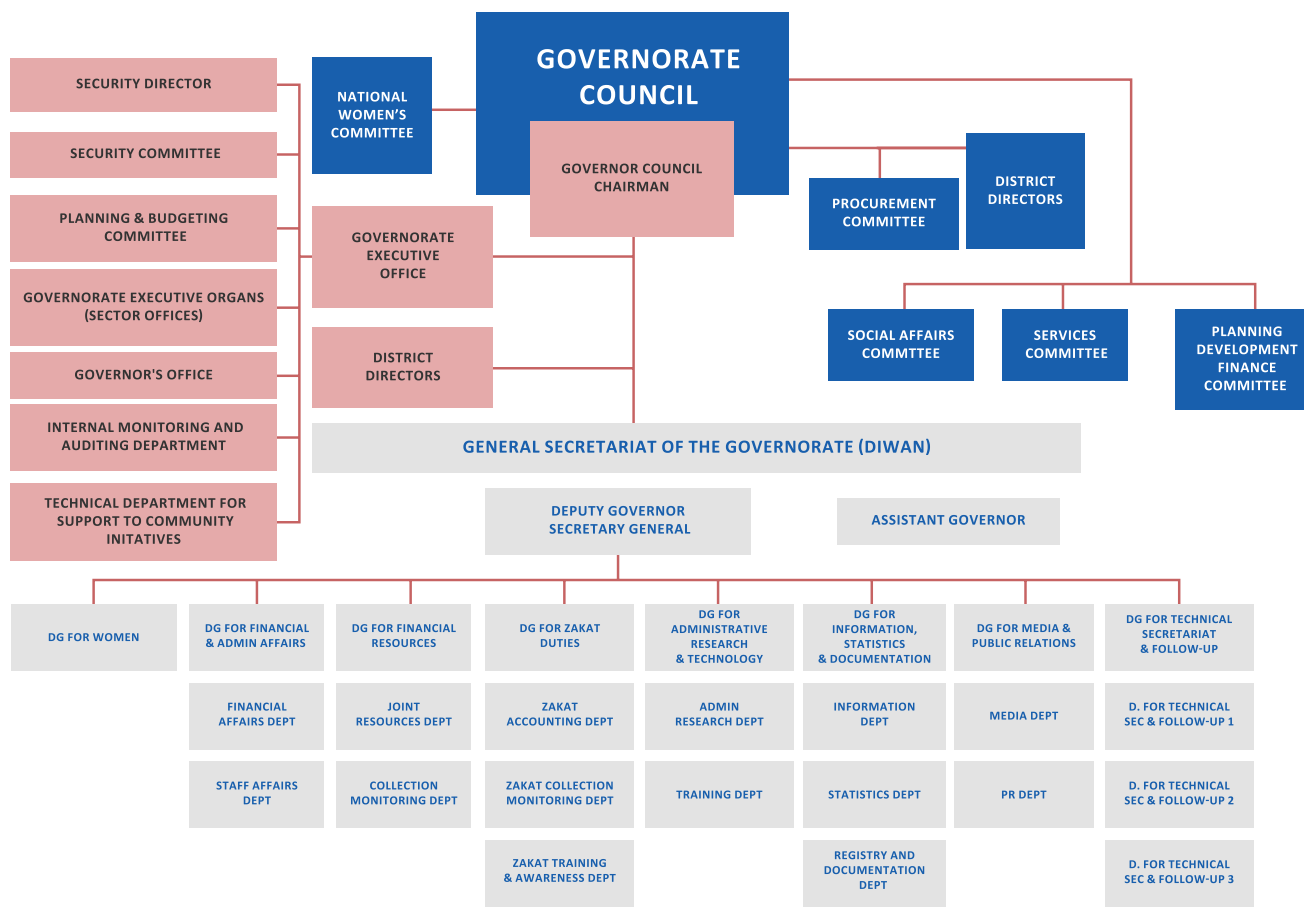 GOVERNORATE
COUNCIL
GOVERNOR COUNCIL
CHAIRMAN
NATIONAL
WOMEN'S
COMMITTEE
SECURITY DIRECTOR
SECURITY COMMITTEE
PLANNING & BUDGETING
COMMITTEE
GOVERNORATE EXECUTIVE ORGANS
(SECTOR OFFICES)
GOVERNOR'S OFFICE
INTERNAL MONITORING AND
AUDITING DEPARTMENT
TECHNICAL DEPARTMENT FOR
SUPPORT TO COMMUNITY
INITATIVES
GOVERNORATE
EXECUTIVE
OFFICE
DISTRICT
DIRECTORS
PROCUREMENT
COMMITTEE
DISTRICT
DIRECTORS
SOCIAL AFFAIRS
COMMTTEE
SERVICES
COMMITTEE
PLANNING
DEVELOPMENT
FINANCE
COMMITTEE
GENERAL SECRETARIAT OF THE GOVERNORATE (DIWAN)
DEPUTY GOVERNOR
SECRETARY GENERAL
ASSISTANT GOVERNOR
DG FOR WOMEN
DG FOR FINANCIAL
& ADMIN AFFAIRS
FINANCIAL
AFFAIRS DEPT
STAFF AFFAIRS
DEPT
DG FOR FINANCIAL
RESOURCES
JOINT
RESOURCES DEPT
COLLECTION
MONITORING DEPT
DG FOR ZAKAT
DUTIES
ZAKAT
ACCOUNTING DEPT
ZAKAT COLLECTION
MONITORING DEPT
ZAKAT TRAINING
& AWARENESS DEPT
DG FOR
ADMINISTRATIVE
RESEARCH
& TECHNOLOGY
ADMIN
RESEARCH DEPT
TRAINING DEPT
DG FOR
INFORMATION,
STATISTICS
& DOCUMENTATION
INFORMATION
DEPT
STATISTICS DEPT
REGISTRY AND
DOCUMENTATION
DEPT
DG FOR MEDIA &
PUBLIC RELATIONS
MEDIA DEPT
PR DEPT
DG FOR TECHNICAL
SECRETARIAT
& FOLLOW-UP
D. FOR TECHNICAL
SEC & FOLLOW-UP 1
D. FOR TECHNICAL
SEC & FOLLOW-UP 2
D. FOR TECHNICAL
SEC & FOLLOW-UP 3